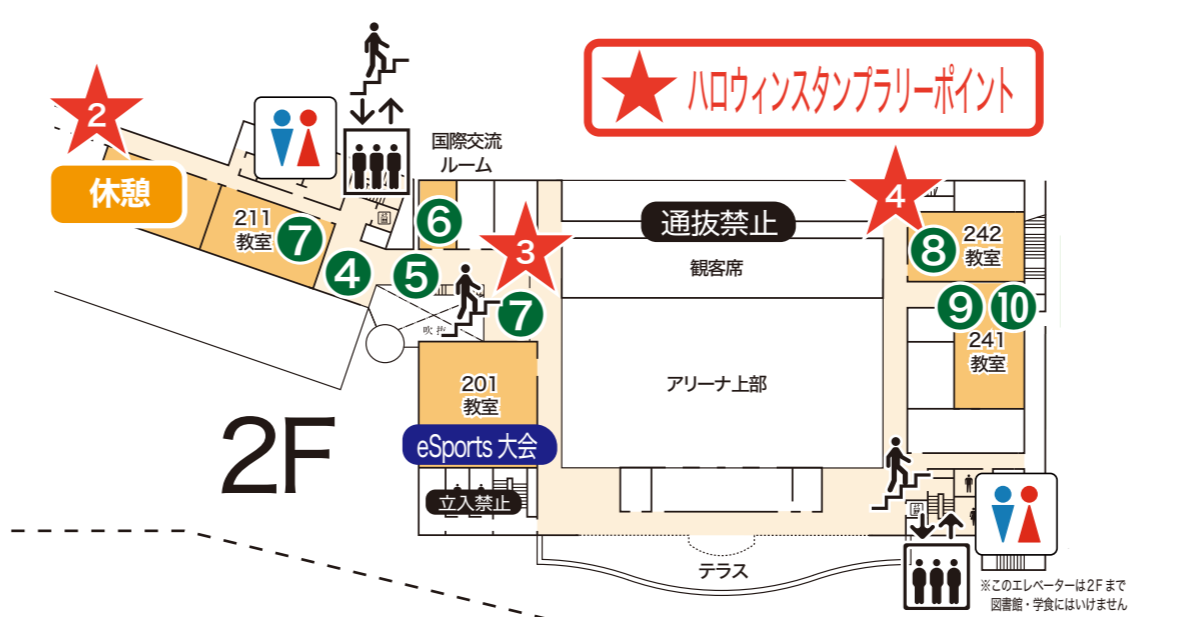 ★ハロウィンスタンプラリーポイント
2
休憩
国際交流
ルーム
211
教室
7
4
5
6
3
7
吹抜
通抜禁止
観客席
アリーナ上部
4
8
242
教室
9
10
241
教室
201
教室
eSports 大会
立入禁止
2F
テラス
※このエレベーターは2Fまで
図書館・学食にはいけません